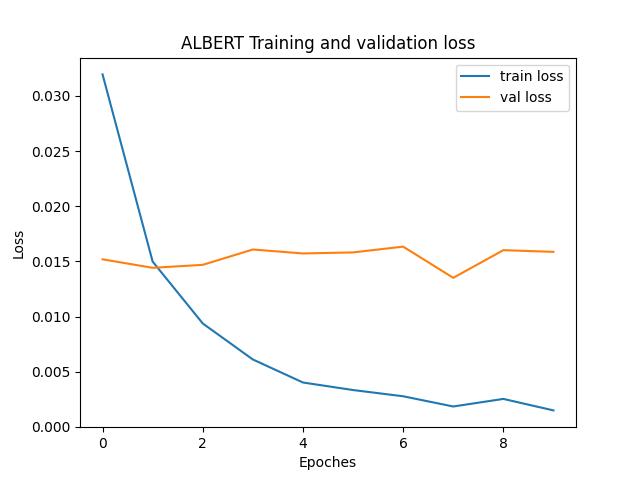 ALBERT Training and validation loss
train loss
val loss
0.030
0.025
0.020
0.015
0.010
0.005
0.000
Loss
0 2 4 6 8
Epoches